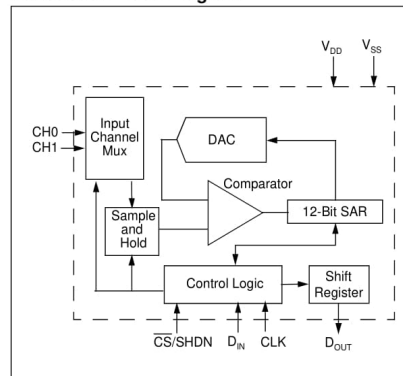 V_DD
V_SS
CH0
CH1
Input
Channel
Mux
DAC
Comparator
Sample
and
Hold
12-Bit SAR
Control Logic
Shift
Register
C̅S̅/SHDN
D_IN
CLK
D_OUT